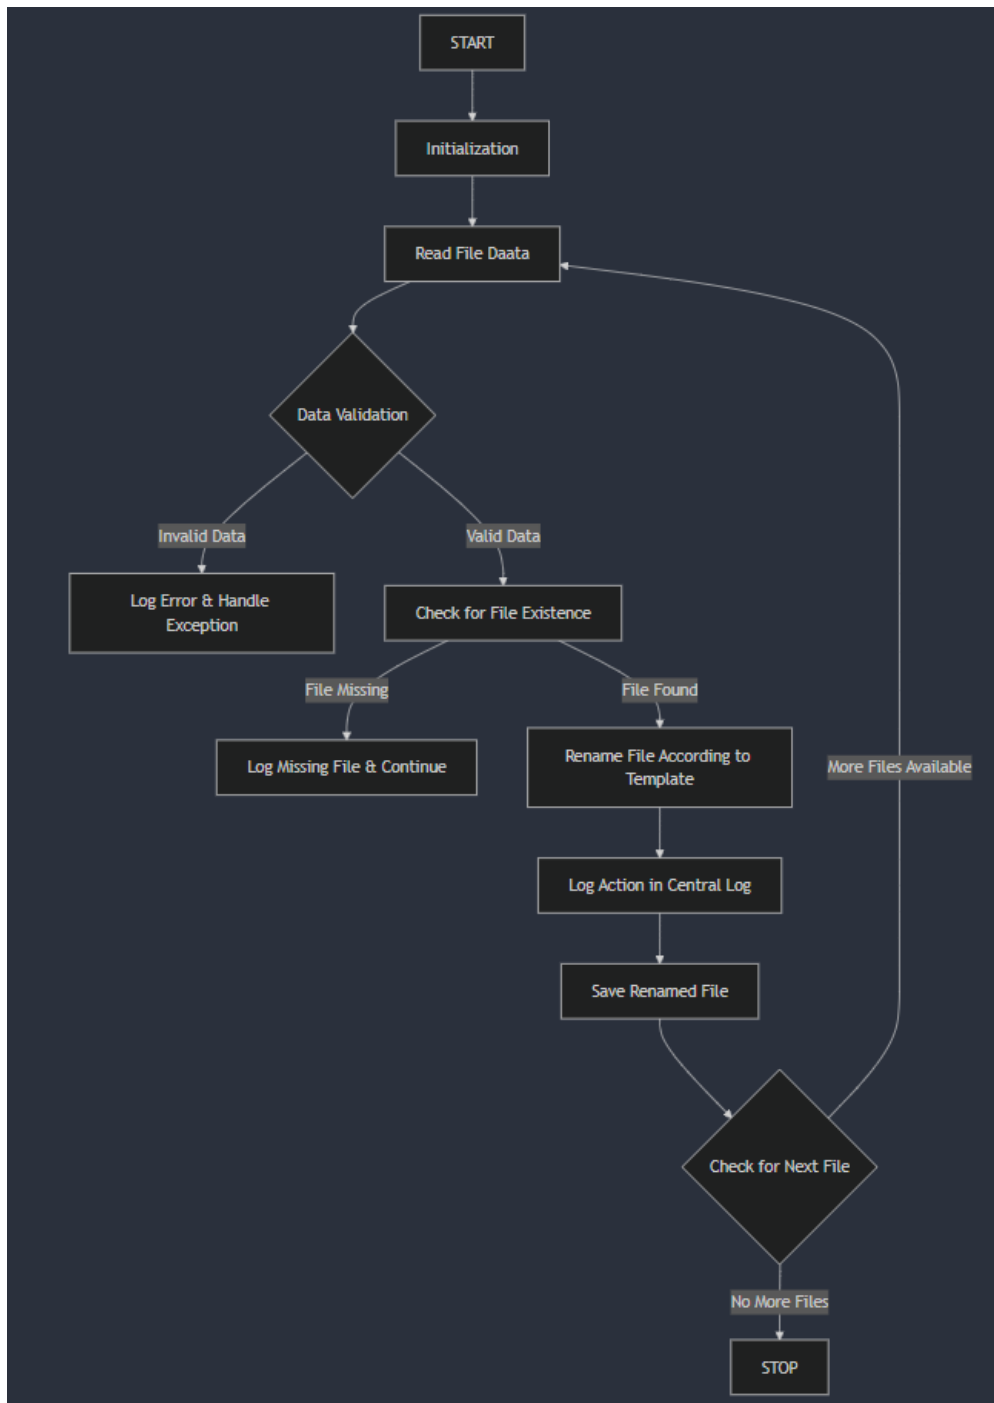 START
Initialization
Read File Daata
Data Validation
Invalid Data
Valid Data
Log Error & Handle
Exception
Check for File Existence
File Missing
File Found
Log Missing File & Continue
Rename File According to
Template
More Files Available
Log Action in Central Log
Save Renamed File
Check for Next File
No More Files
STOP